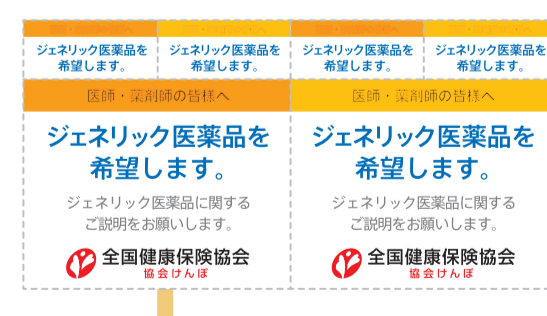 ジェネリック医薬品を
希望します。
ジェネリック医薬品を
希望します。
ジェネリック医薬品を
希望します。
ジェネリック医薬品を
希望します。
医師・薬剤師の皆様へ
ジェネリック医薬品を
希望します。
ジェネリック医薬品に関する
ご説明をお願いします。
全国健康保険協会
協会けんぽ
医師・薬剤師の皆様へ
ジェネリック医薬品を
希望します。
ジェネリック医薬品に関する
ご説明をお願いします。
全国健康保険協会
協会けんぽ